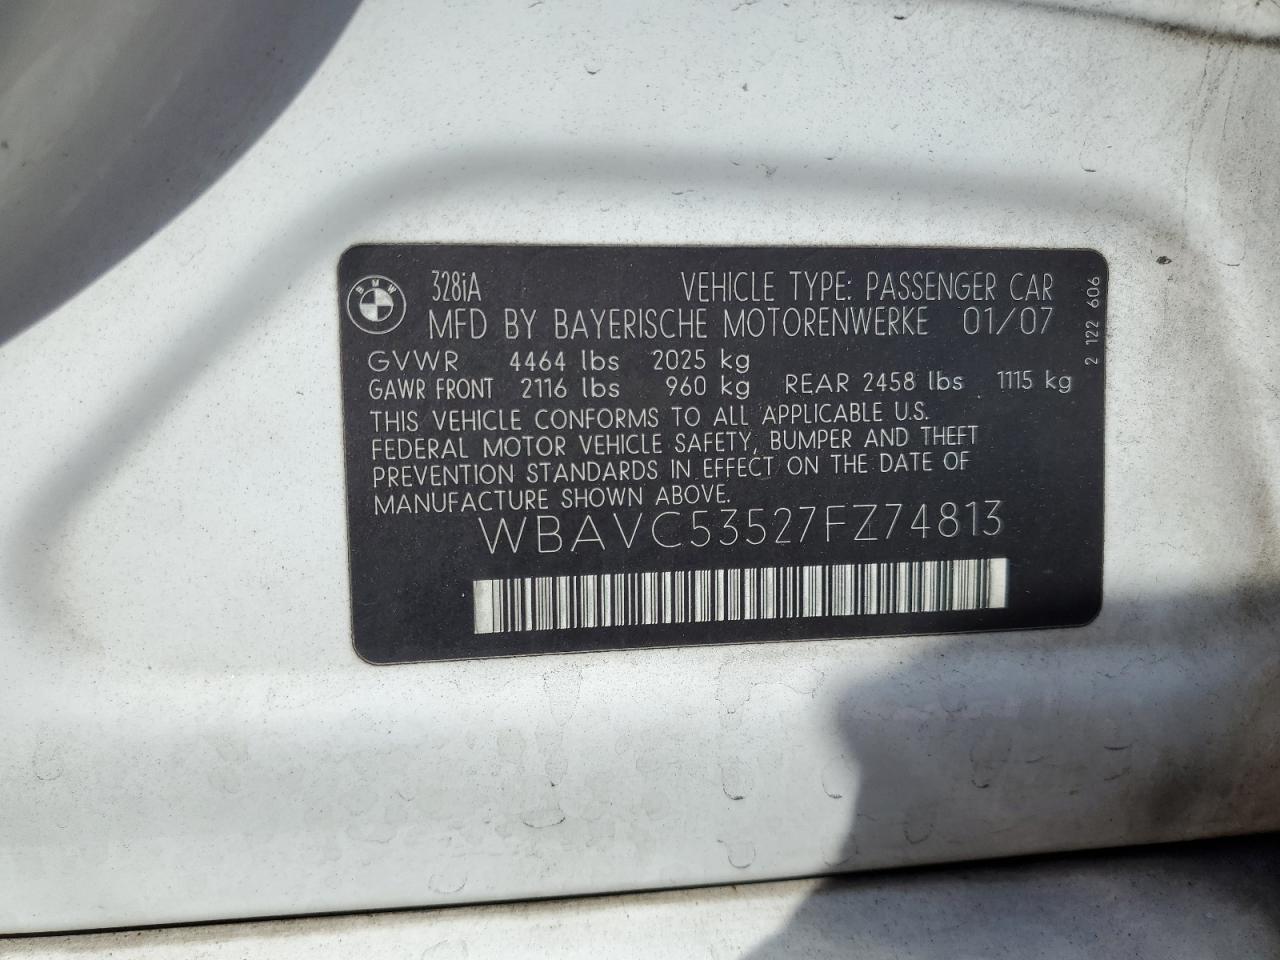 BMW
328iA VEHICLE TYPE: PASSENGER CAR
MFD BY BAYERISCHE MOTORENWERKE 01/07
GVWR 4464 lbs 2025 kg
GAWR FRONT 2116 lbs 960 kg REAR 2458 lbs 1115 kg
THIS VEHICLE CONFORMS TO ALL APPLICABLE U.S.
FEDERAL MOTOR VEHICLE SAFETY, BUMPER AND THEFT
PREVENTION STANDARDS IN EFFECT ON THE DATE OF
MANUFACTURE SHOWN ABOVE.
WBAVC53527FZ74813
2 122 606